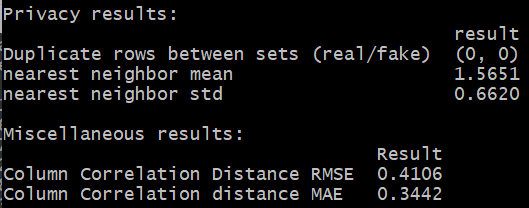 Privacy results:
result
Duplicate rows between sets (real/fake) (0, 0)
nearest neighbor mean 1.5651
nearest neighbor std 0.6620
Miscellaneous results:
Result
Column Correlation Distance RMSE 0.4106
Column Correlation distance MAE 0.3442